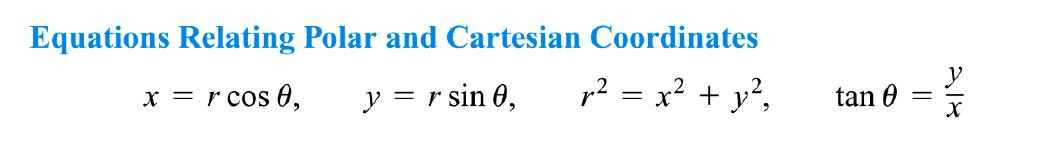 Equations Relating Polar and Cartesian Coordinates
x = r cos θ, y = r sin θ, r² = x² + y², tan θ = y/x